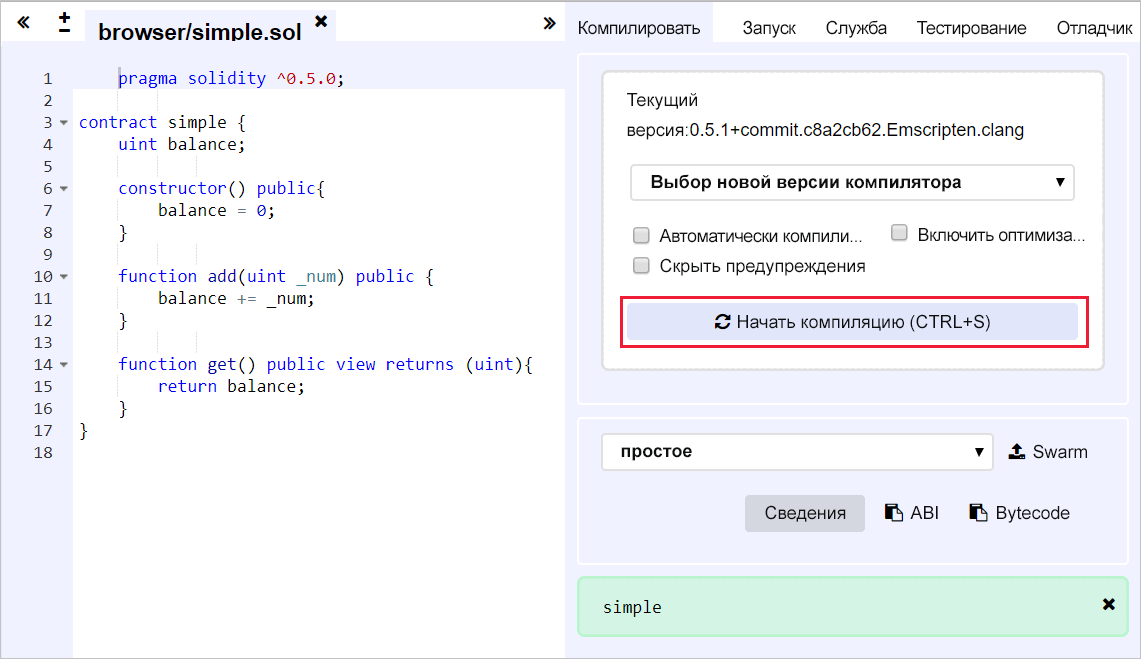 browser/simple.sol
1 pragma solidity ^0.5.0;
2
3 contract simple {
4 uint balance;
5
6 constructor() public{
7 balance = 0;
8 }
9
10 function add(uint _num) public {
11 balance += _num;
12 }
13
14 function get() public view returns (uint){
15 return balance;
16 }
17 }
18
Компилировать Запуск Служба Тестирование Отладчик
Текущий
версия:0.5.1+commit.c8a2cb62.Emscripten.clang
Выбор новой версии компилятора
Автоматически компили... Включить оптимиза...
Скрыть предупреждения
Начать компиляцию (CTRL+S)
простое Swarm
Сведения ABI Bytecode
simple